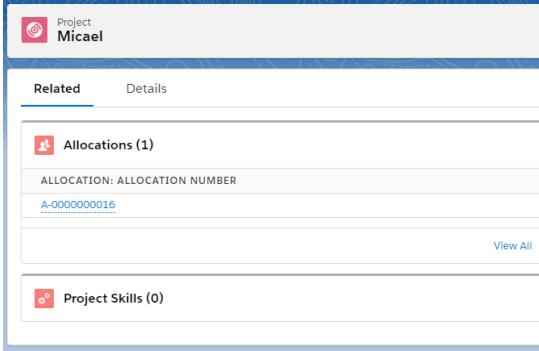 Project
Micael
Related Details
Allocations (1)
ALLOCATION: ALLOCATION NUMBER
A-0000000016
View All
Project Skills (0)